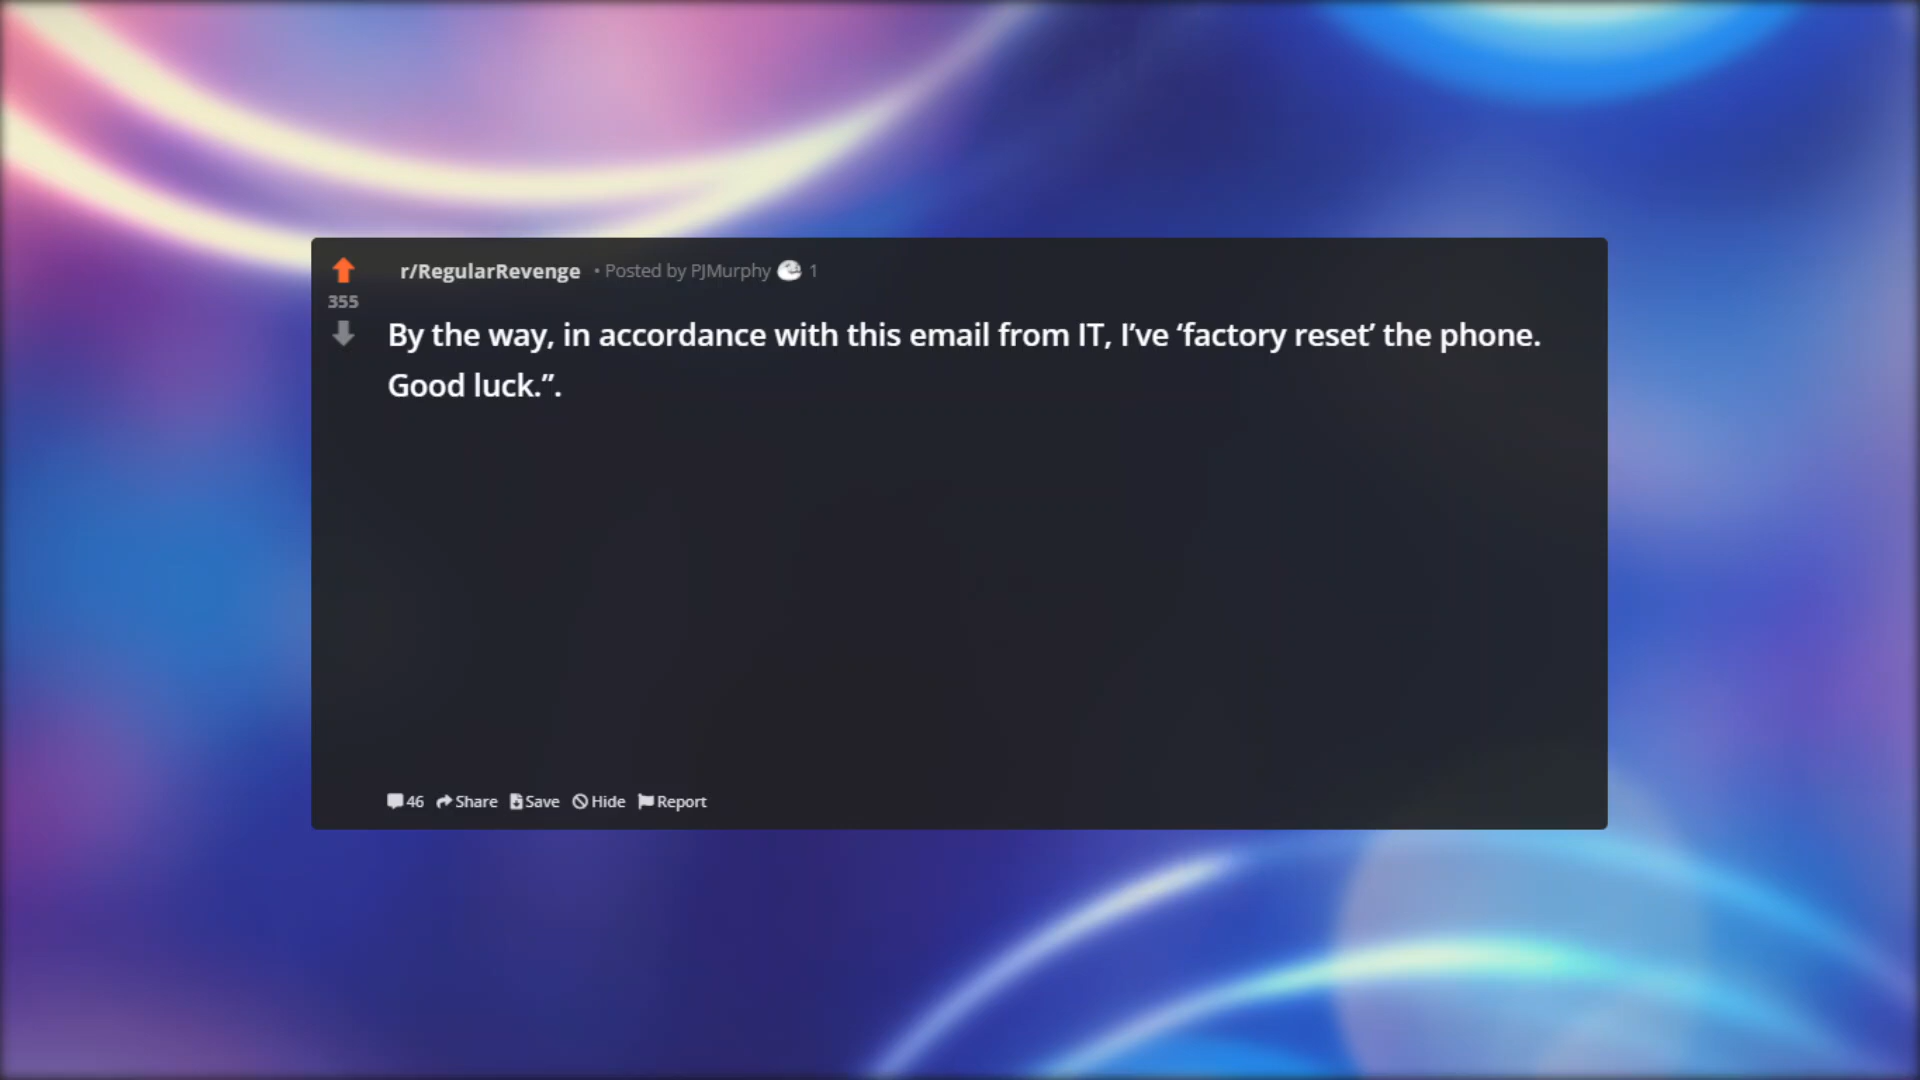 r/RegularRevenge • Posted by PJMurphy 1
355
By the way, in accordance with this email from IT, I’ve ‘factory reset’ the phone.
Good luck.”.
46 Share Save Hide Report